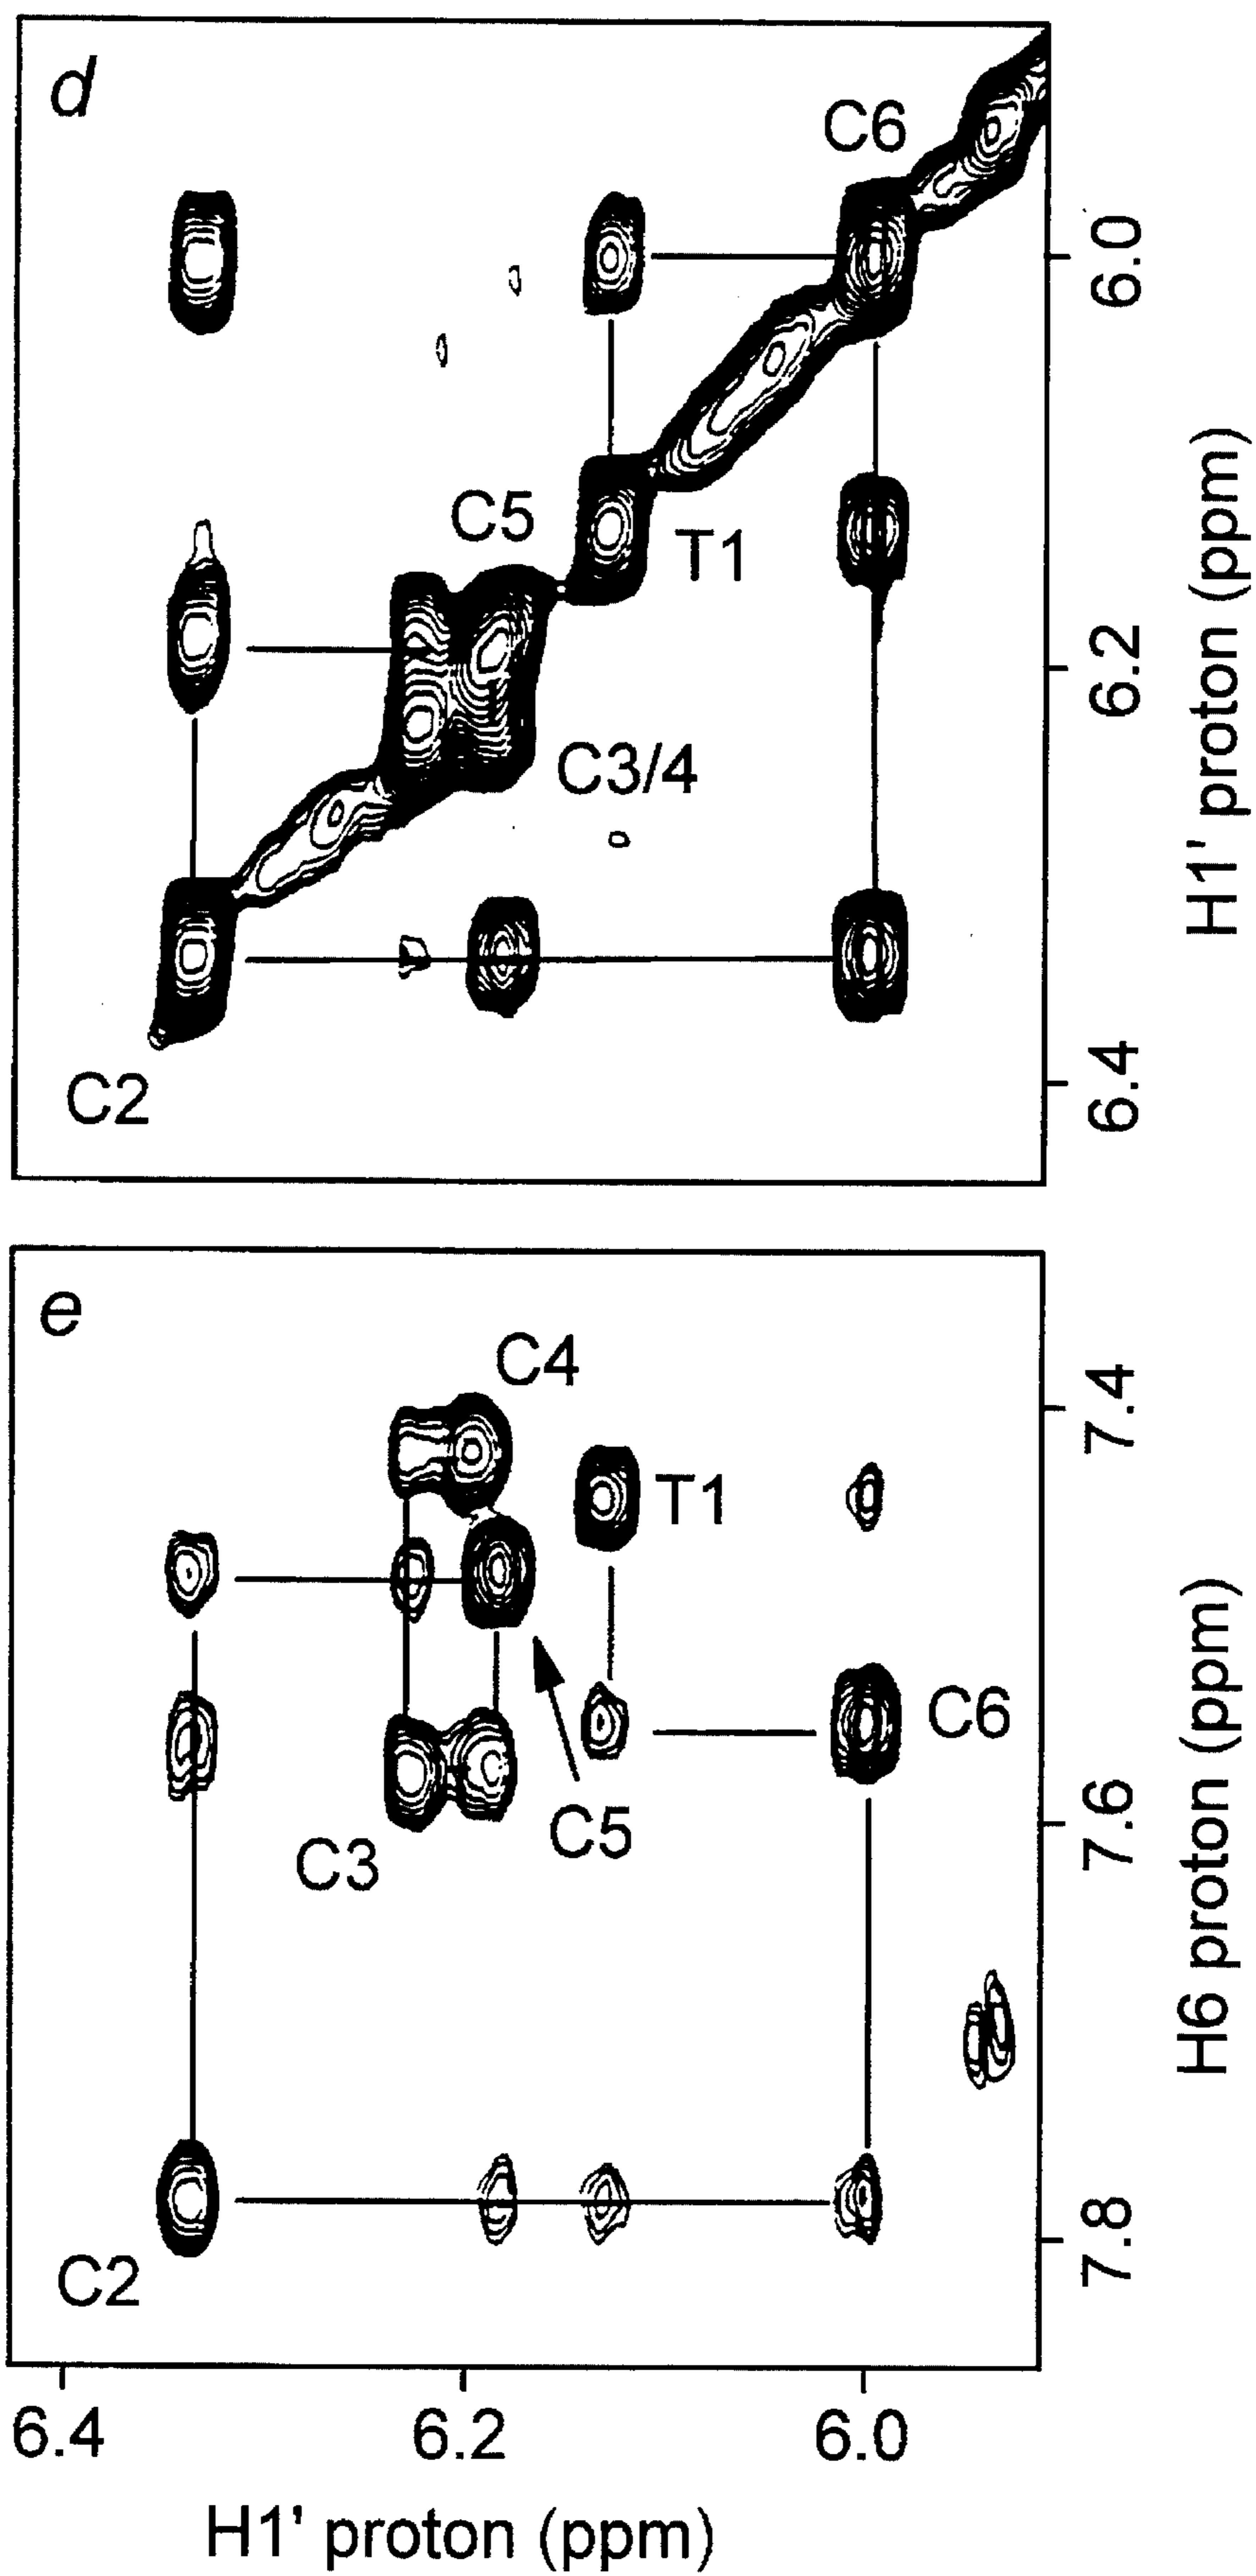 d
C6
6.0
C5
T1
6.2
C3/4
H1' proton (ppm)
6.4
C2
e
C4
7.4
T1
C6
C5
7.6
C3
H6 proton (ppm)
7.8
C2
6.4 6.2 6.0
H1' proton (ppm)